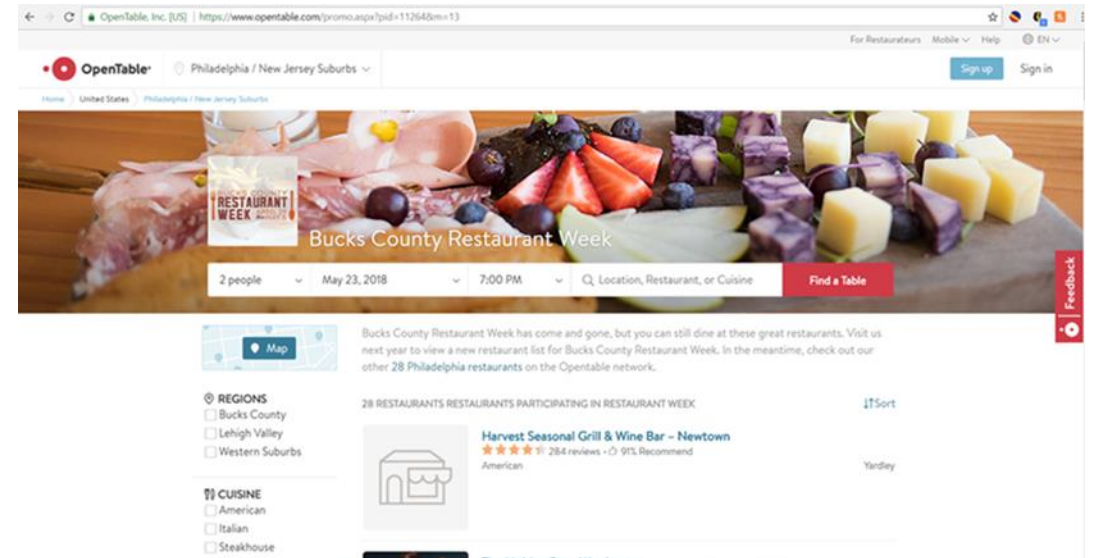 OpenTable, Inc. [US] | https://www.opentable.com/promo.aspx?pid=1126&m=13
For Restaurateurs Mobile Help EN
OpenTable Philadelphia / New Jersey Suburbs Sign up Sign in
Home United States Philadelphia / New Jersey Suburbs
BUCKS COUNTY
RESTAURANT
WEEK
Bucks County Restaurant Week
2 people May 23, 2018 7:00 PM Location, Restaurant, or Cuisine Find a Table
Feedback
Map
Bucks County Restaurant Week has come and gone, but you can still dine at these great restaurants. Visit us
next year to view a new restaurant list for Bucks County Restaurant Week. In the meantime, check out our
other 28 Philadelphia restaurants on the Opentable network.
REGIONS
Bucks County
Lehigh Valley
Western Suburbs
28 RESTAURANTS RESTAURANTS PARTICIPATING IN RESTAURANT WEEK Sort
Harvest Seasonal Grill & Wine Bar – Newtown
284 reviews • 91% Recommend
American Yardley
CUISINE
American
Italian
Steakhouse